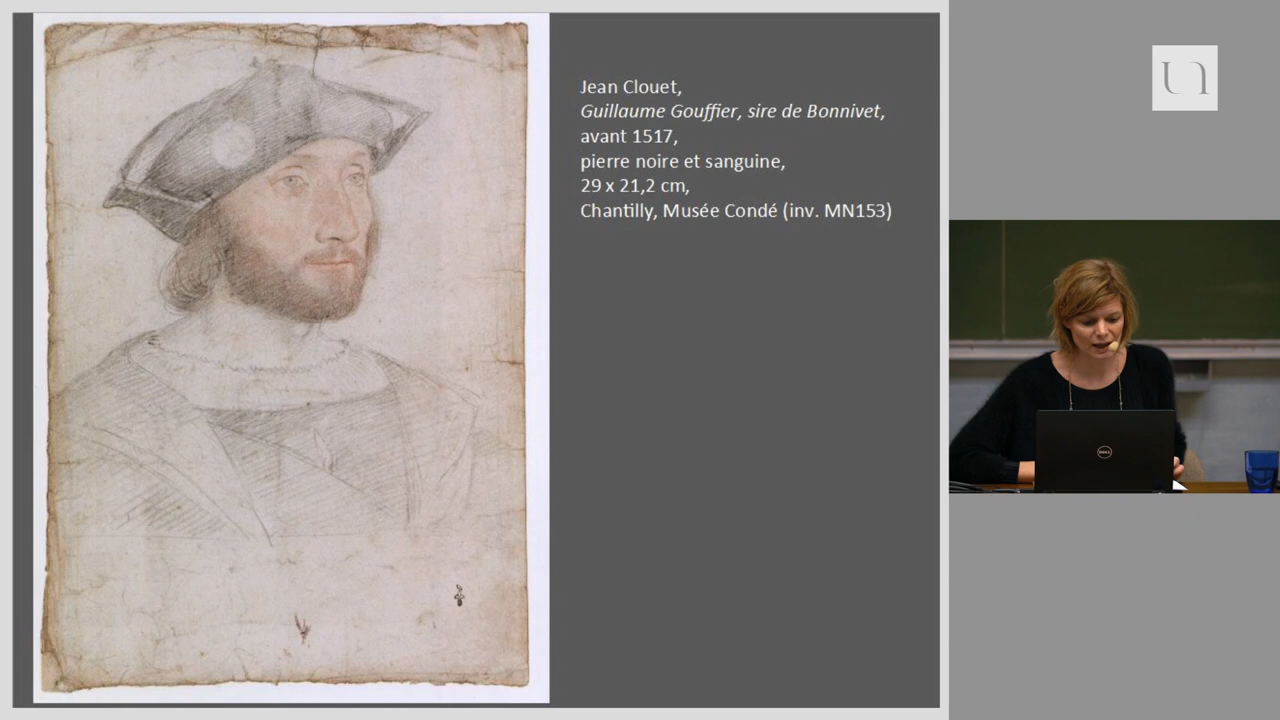 Jean Clouet,
Guillaume Gouffier, sire de Bonnivet,
avant 1517,
pierre noire et sanguine,
29 x 21,2 cm,
Chantilly, Musée Condé (inv. MN153)
DELL